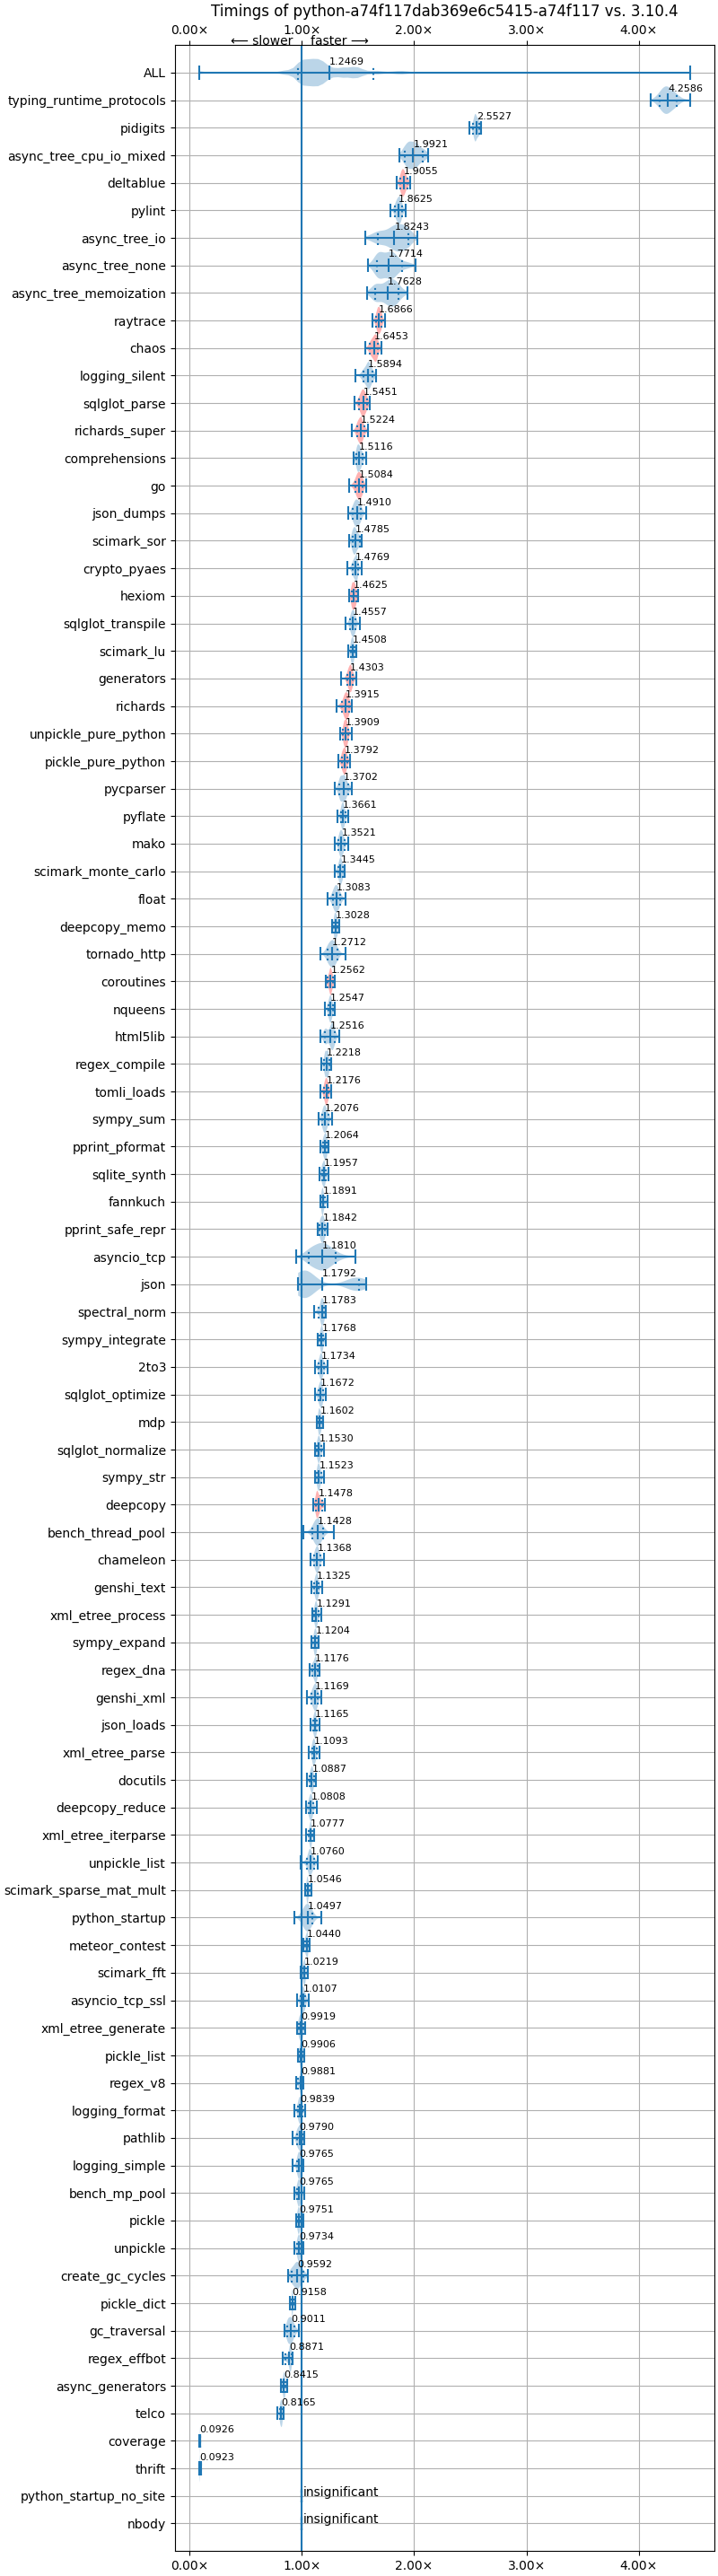 Timings of python-a74f117dab369e6c5415-a74f117 vs. 3.10.4
0.00× 1.00× 2.00× 3.00× 4.00×
← slower faster →
ALL 1.2469
typing_runtime_protocols 4.2586
pidigits 2.5527
async_tree_cpu_io_mixed 1.9921
deltablue 1.9055
pylint 1.8625
async_tree_io 1.8243
async_tree_none 1.7714
async_tree_memoization 1.7628
raytrace 1.6866
chaos 1.6453
logging_silent 1.5894
sqlglot_parse 1.5451
richards_super 1.5224
comprehensions 1.5116
go 1.5084
json_dumps 1.4910
scimark_sor 1.4785
crypto_pyaes 1.4769
hexiom 1.4625
sqlglot_transpile 1.4557
scimark_lu 1.4508
generators 1.4303
richards 1.3915
unpickle_pure_python 1.3909
pickle_pure_python 1.3792
pycparser 1.3702
pyflate 1.3661
mako 1.3521
scimark_monte_carlo 1.3445
float 1.3083
deepcopy_memo 1.3028
tornado_http 1.2712
coroutines 1.2562
nqueens 1.2547
html5lib 1.2516
regex_compile 1.2218
tomli_loads 1.2176
sympy_sum 1.2076
pprint_pformat 1.2064
sqlite_synth 1.1957
fannkuch 1.1891
pprint_safe_repr 1.1842
asyncio_tcp 1.1810
json 1.1792
spectral_norm 1.1783
sympy_integrate 1.1768
2to3 1.1734
sqlglot_optimize 1.1672
mdp 1.1602
sqlglot_normalize 1.1530
sympy_str 1.1523
deepcopy 1.1478
bench_thread_pool 1.1428
chameleon 1.1368
genshi_text 1.1325
xml_etree_process 1.1291
sympy_expand 1.1204
regex_dna 1.1176
genshi_xml 1.1169
json_loads 1.1165
xml_etree_parse 1.1093
docutils 1.0887
deepcopy_reduce 1.0808
xml_etree_iterparse 1.0777
unpickle_list 1.0760
scimark_sparse_mat_mult 1.0546
python_startup 1.0497
meteor_contest 1.0440
scimark_fft 1.0219
asyncio_tcp_ssl 1.0107
xml_etree_generate 0.9919
pickle_list 0.9906
regex_v8 0.9881
logging_format 0.9839
pathlib 0.9790
logging_simple 0.9765
bench_mp_pool 0.9765
pickle 0.9751
unpickle 0.9734
create_gc_cycles 0.9592
pickle_dict 0.9158
gc_traversal 0.9011
regex_effbot 0.8871
async_generators 0.8415
telco 0.8165
coverage 0.0926
thrift 0.0923
python_startup_no_site insignificant
nbody insignificant
0.00× 1.00× 2.00× 3.00× 4.00×